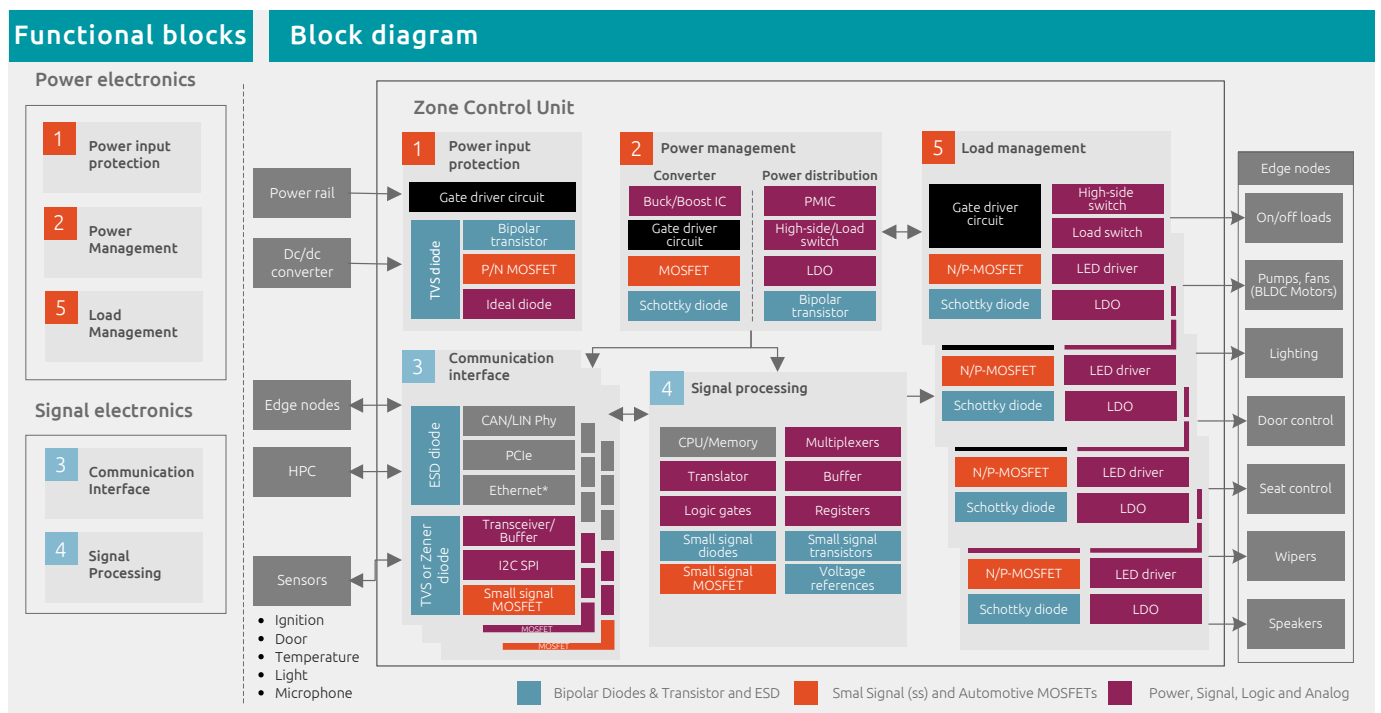 Functional blocks
Block diagram
Power electronics
1
Power input
protection
2
Power
Management
5
Load
Management
Signal electronics
3
Communication
Interface
4
Signal
Processing
Power rail
Dc/dc
converter
Edge nodes
HPC
Sensors
• Ignition
• Door
• Temperature
• Light
• Microphone
Zone Control Unit
1
Power input
protection
Gate driver circuit
TVS diode
Bipolar
transistor
P/N MOSFET
Ideal diode
2
Power management
Converter
Buck/Boost IC
Gate driver
circuit
MOSFET
Schottky diode
Power distribution
PMIC
High-side/Load
switch
LDO
Bipolar
transistor
3
Communication
interface
ESD diode
CAN/LIN Phy
PCIe
Ethernet*
TVS or Zener
diode
Transceiver/
Buffer
I2C SPI
Small signal
MOSFET
MOSFET
MOSFET
4
Signal processing
CPU/Memory
Multiplexers
Translator
Buffer
Logic gates
Registers
Small signal
diodes
Small signal
transistors
Small signal
MOSFET
Voltage
references
5
Load management
Gate driver
circuit
High-side
switch
Load switch
N/P-MOSFET
LED driver
Schottky diode
LDO
N/P-MOSFET
LED driver
Schottky diode
LDO
N/P-MOSFET
LED driver
Schottky diode
LDO
N/P-MOSFET
LED driver
Schottky diode
LDO
Edge nodes
On/off loads
Pumps, fans
(BLDC Motors)
Lighting
Door control
Seat control
Wipers
Speakers
Bipolar Diodes & Transistor and ESD
Smal Signal (ss) and Automotive MOSFETs
Power, Signal, Logic and Analog